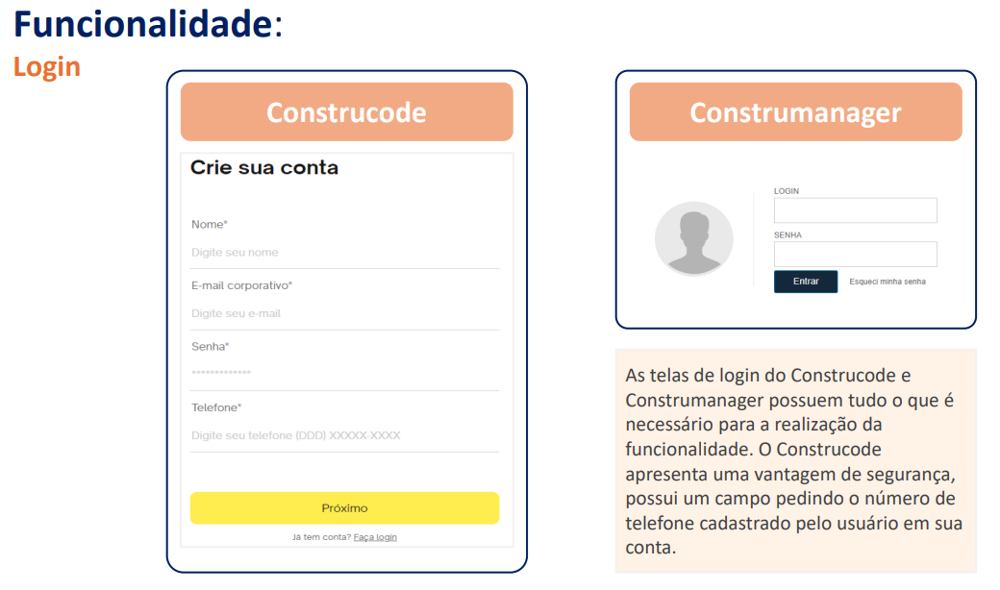 Funcionalidade:
Login
Construcode
Crie sua conta
Nome*
Digite seu nome
E-mail corporativo*
Digite seu e-mail
Senha*
*************
Telefone*
Digite seu telefone (DDD) XXXXX-XXXX
Próximo
Já tem conta? Faça login
Construmanager
LOGIN
SENHA
Entrar
Esqueci minha senha
As telas de login do Construcode e
Construmanager possuem tudo o que é
necessário para a realização da
funcionalidade. O Construcode
apresenta uma vantagem de segurança,
possui um campo pedindo o número de
telefone cadastrado pelo usuário em sua
conta.